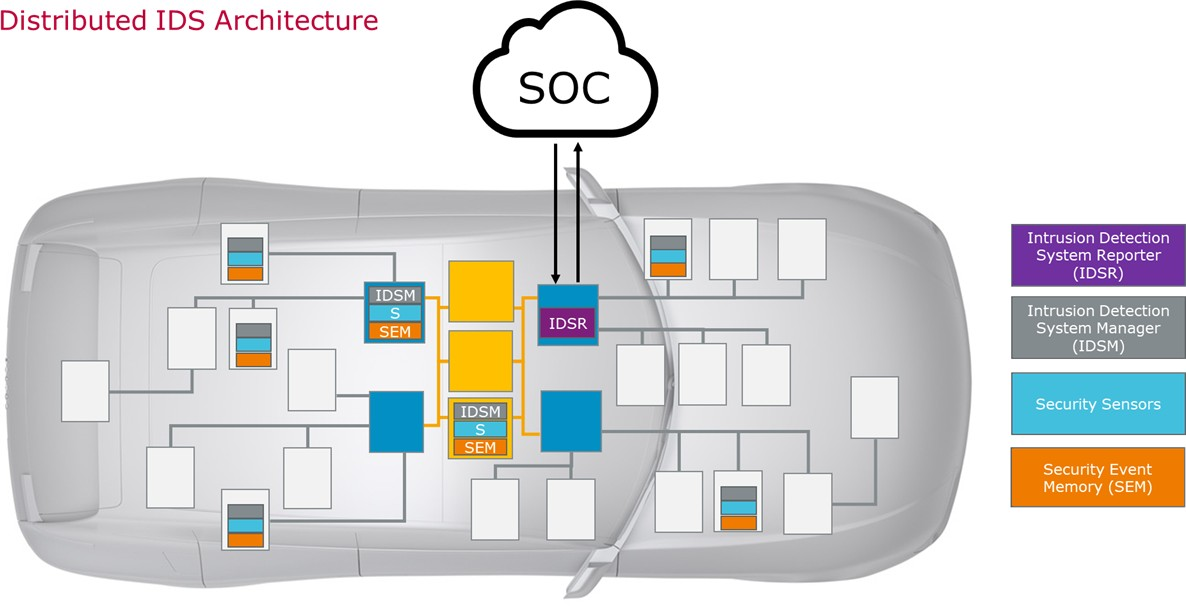 Distributed IDS Architecture
SOC
IDSM
S
SEM
IDSR
IDSM
S
SEM
Intrusion Detection
System Reporter
(IDSR)
Intrusion Detection
System Manager
(IDSM)
Security Sensors
Security Event
Memory (SEM)